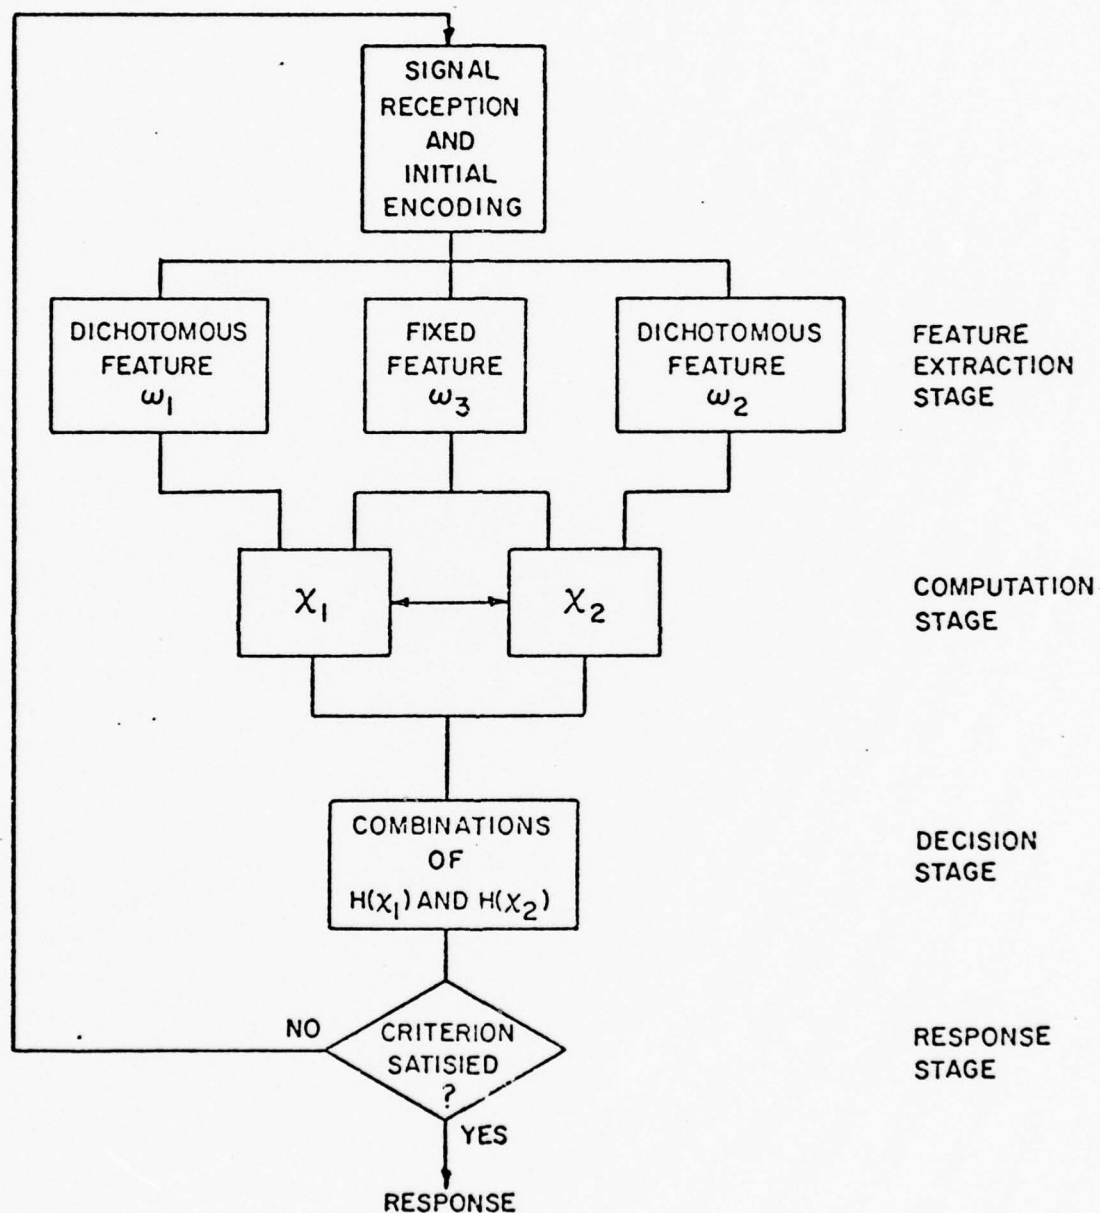 SIGNAL
RECEPTION
AND
INITIAL
ENCODING
DICHOTOMOUS
FEATURE
ω1
FIXED
FEATURE
ω3
DICHOTOMOUS
FEATURE
ω2
FEATURE
EXTRACTION
STAGE
χ1
χ2
COMPUTATION
STAGE
COMBINATIONS
OF
H(χ1) AND H(χ2)
DECISION
STAGE
NO
CRITERION
SATISIED
?
YES
RESPONSE
STAGE
RESPONSE